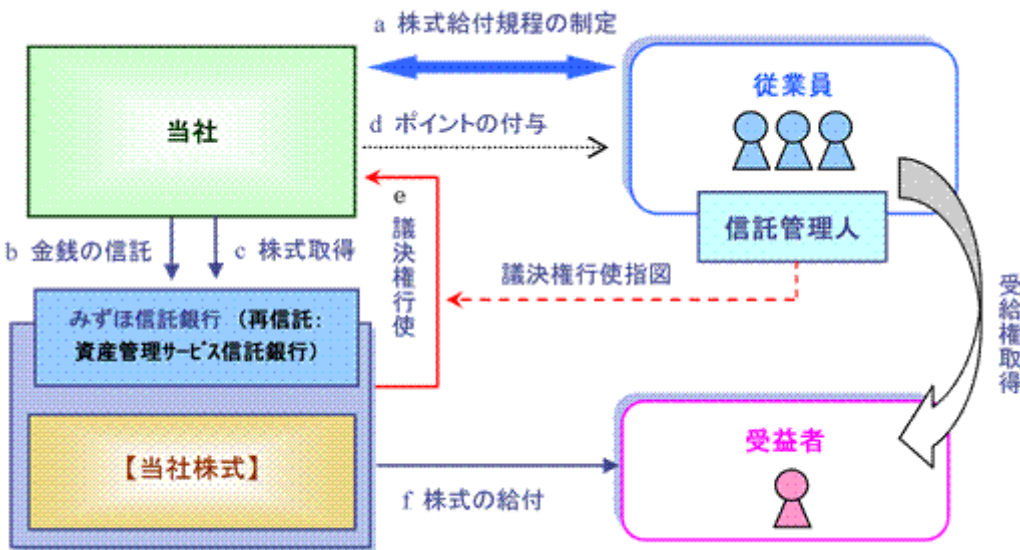 a 株式給付規程の制定
当社
従業員
d ポイントの付与
e 議決権行使
信託管理人
b 金銭の信託
c 株式取得
議決権行使指図
受給権取得
みずほ信託銀行 （再信託：
資産管理サービス信託銀行）
【当社株式】
受益者
f 株式の給付